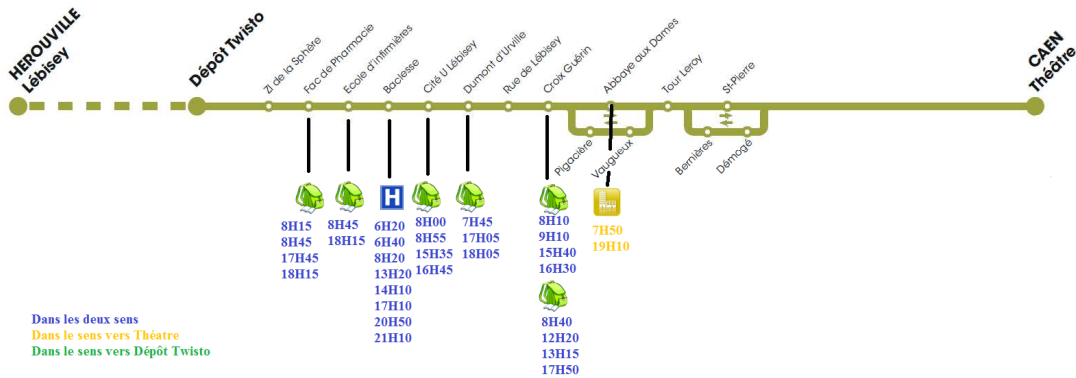 HEROUVILLE
Lébisey
Dépôt Twisto
ZI de la Sphère
Fac de Pharmacie
Ecole d'infirmières
Baclesse
Cité U Lébisey
Dumont d'Urville
Rue de Lébisey
Croix Guérin
Abbaye aux Dames
Tour Leroy
St-Pierre
CAEN
Théâtre
Pigacière
Vaugueux
Bernières
Démogé
8H15
8H45
17H45
18H15
8H45
18H15
H
6H20
6H40
8H20
13H20
14H10
17H10
20H50
21H10
8H00
8H55
15H35
16H45
7H45
17H05
18H05
8H10
9H10
15H40
16H30
8H40
12H20
13H15
17H50
7H50
19H10
Dans les deux sens
Dans le sens vers Théatre
Dans le sens vers Dépôt Twisto